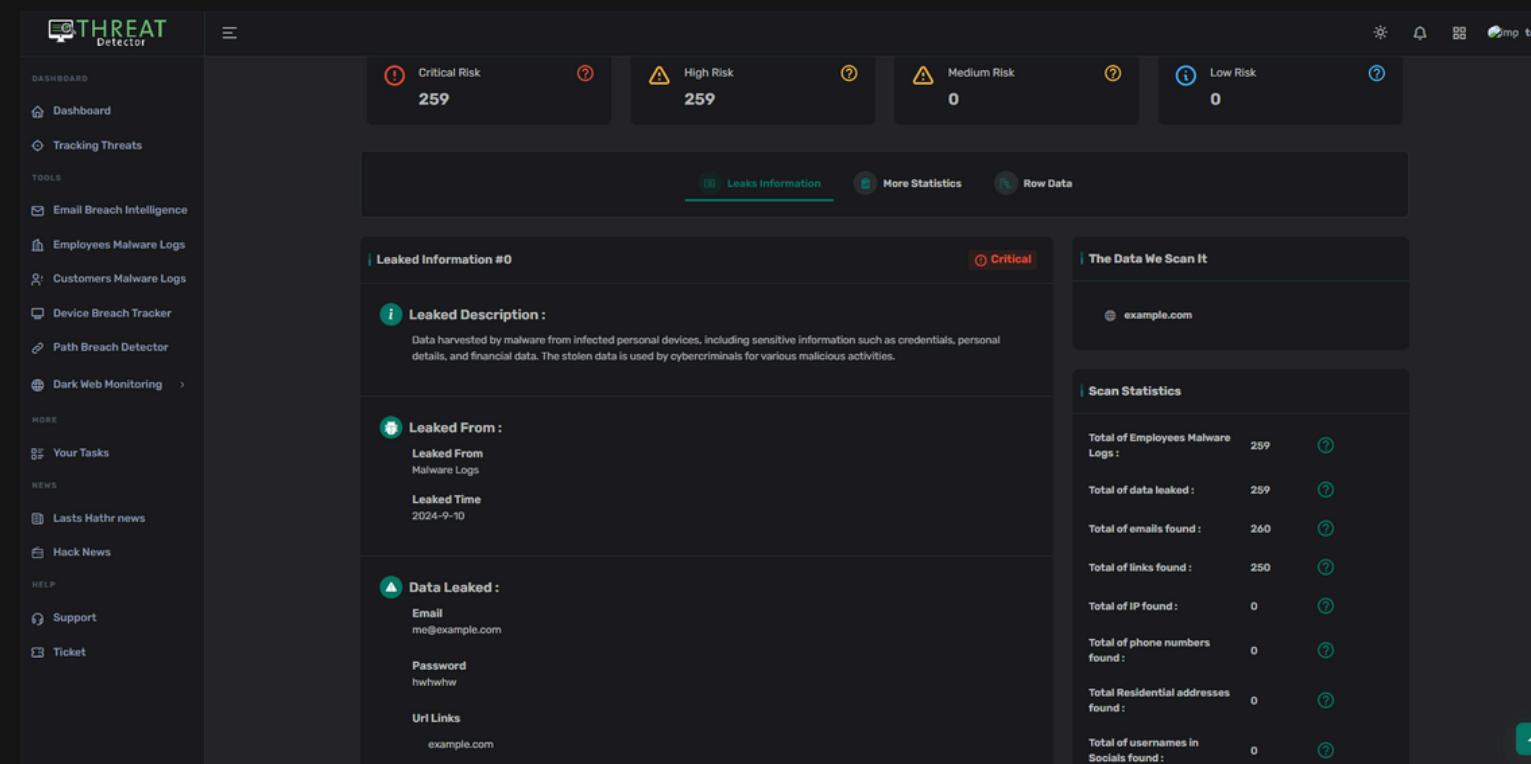 THREAT
Detector
DASHBOARD
Dashboard
Tracking Threats
TOOLS
Email Breach Intelligence
Employees Malware Logs
Customers Malware Logs
Device Breach Tracker
Path Breach Detector
Dark Web Monitoring
MORE
Your Tasks
NEWS
Lasts Hathr news
Hack News
HELP
Support
Ticket
Critical Risk
259
High Risk
259
Medium Risk
0
Low Risk
0
Leaks Information
More Statistics
Row Data
Leaked Information #0
Critical
Leaked Description :
Data harvested by malware from infected personal devices, including sensitive information such as credentials, personal
details, and financial data. The stolen data is used by cybercriminals for various malicious activities.
Leaked From :
Leaked From
Malware Logs
Leaked Time
2024-9-10
Data Leaked :
Email
me@example.com
Password
hwhwhw
Url Links
example.com
The Data We Scan It
example.com
Scan Statistics
Total of Employees Malware
Logs :
259
Total of data leaked :
259
Total of emails found :
260
Total of links found :
250
Total of IP found :
0
Total of phone numbers
found :
0
Total Residential addresses
found :
0
Total of usernames in
Socials found :
0